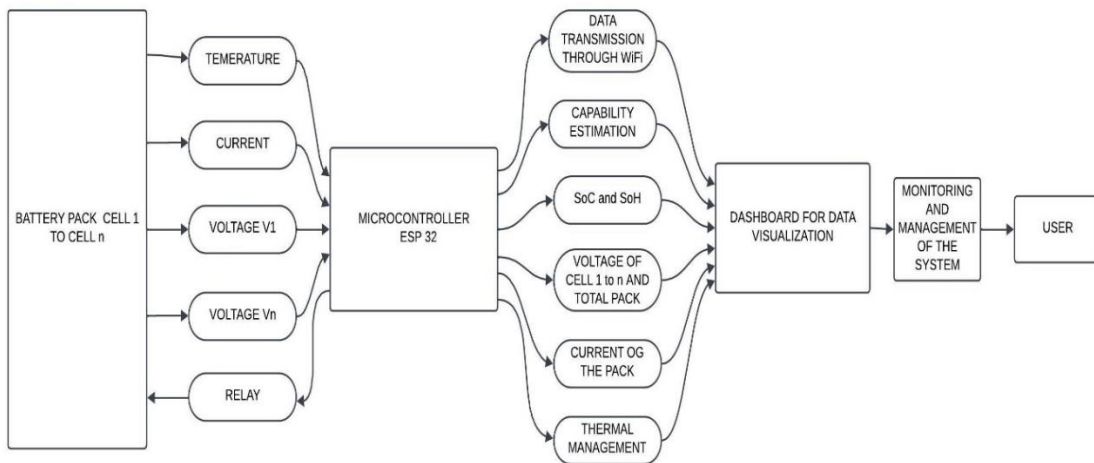 BATTERY PACK CELL 1
TO CELL n
TEMERATURE
CURRENT
VOLTAGE V1
VOLTAGE Vn
RELAY
MICROCONTROLLER
ESP 32
DATA
TRANSMISSION
THROUGH WiFi
CAPABILITY
ESTIMATION
SoC and SoH
VOLTAGE OF
CELL 1 to n AND
TOTAL PACK
CURRENT OG
THE PACK
THERMAL
MANAGEMENT
DASHBOARD FOR DATA
VISUALIZATION
MONITORING
AND
MANAGEMENT
OF THE
SYSTEM
USER